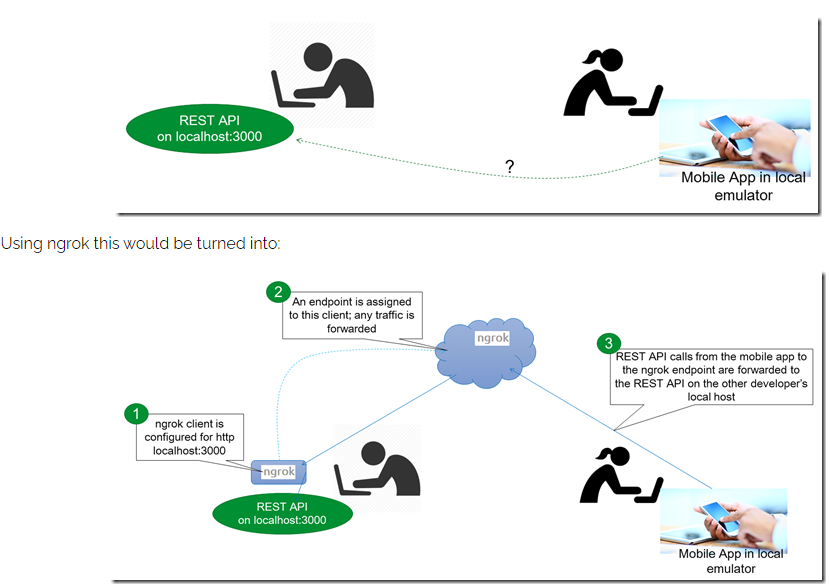 REST API
on localhost:3000
?
Mobile App in local
emulator
Using ngrok this would be turned into:
2
An endpoint is assigned
to this client; any traffic is
forwarded
ngrok
3
REST API calls from the mobile app to
the ngrok endpoint are forwarded to
the REST API on the other developer's
local host
1
ngrok client is
configured for http
localhost:3000
ngrok
REST API
on localhost:3000
Mobile App in local
emulator